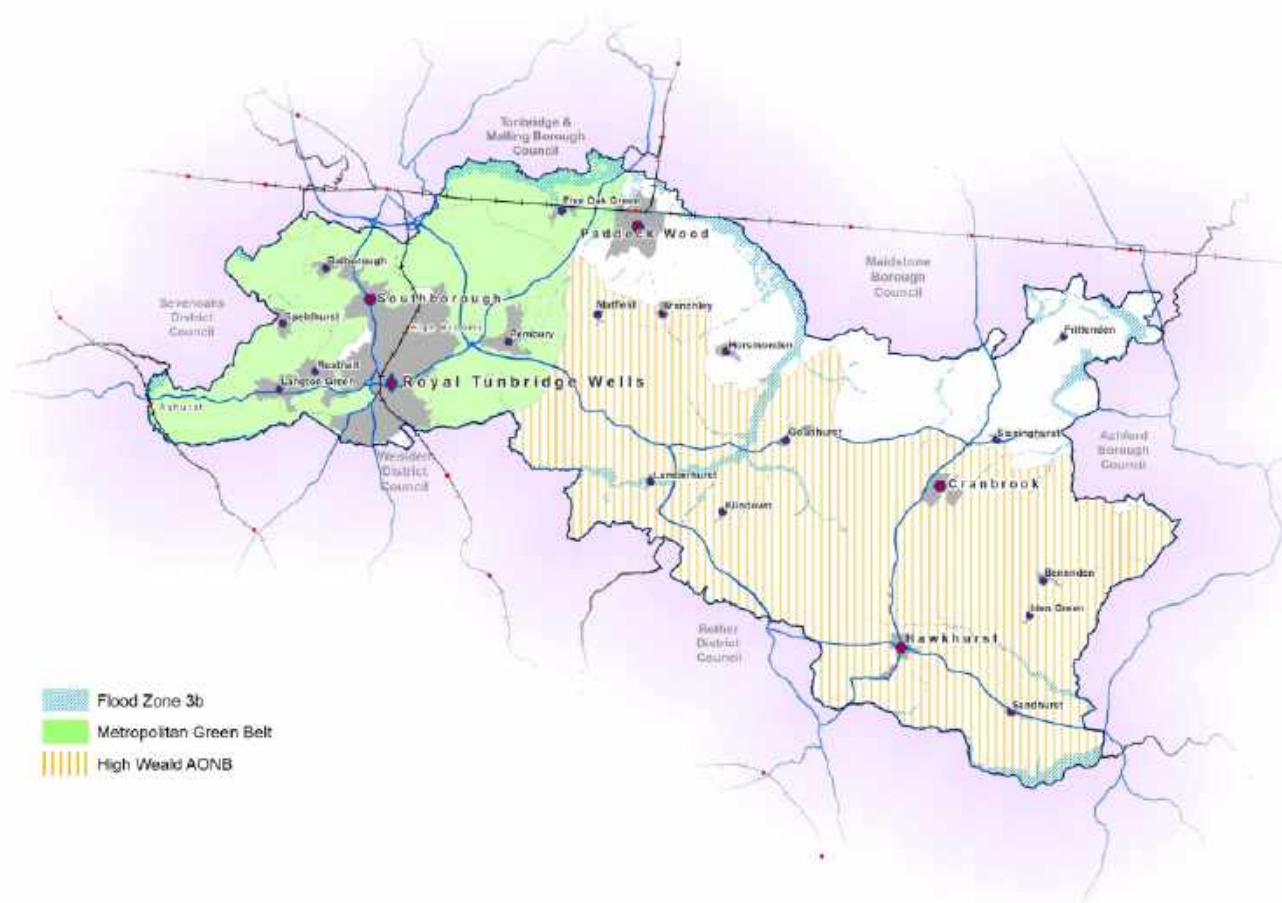 Tonbridge &
Malling Borough
Council
Five Oak Green
Paddock Wood
Maidstone
Borough
Council
Bidborough
Sevenoaks
District
Council
Southborough
Speldhurst
Pembury
Matfield
Brenchley
Horsmonden
Frittenden
Rusthall
Langton Green
Royal Tunbridge Wells
Ashurst
Wealden
District
Council
Goudhurst
Sissinghurst
Ashford
Borough
Council
Lamberhurst
Cranbrook
Kilndown
Benenden
Iden Green
Rother
District
Council
Hawkhurst
Sandhurst
Flood Zone 3b
Metropolitan Green Belt
High Weald AONB